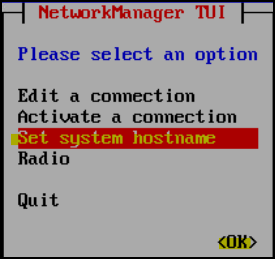 NetworkManager TUI
Please select an option
Edit a connection
Activate a connection
Set system hostname
Radio
Quit
<OK>